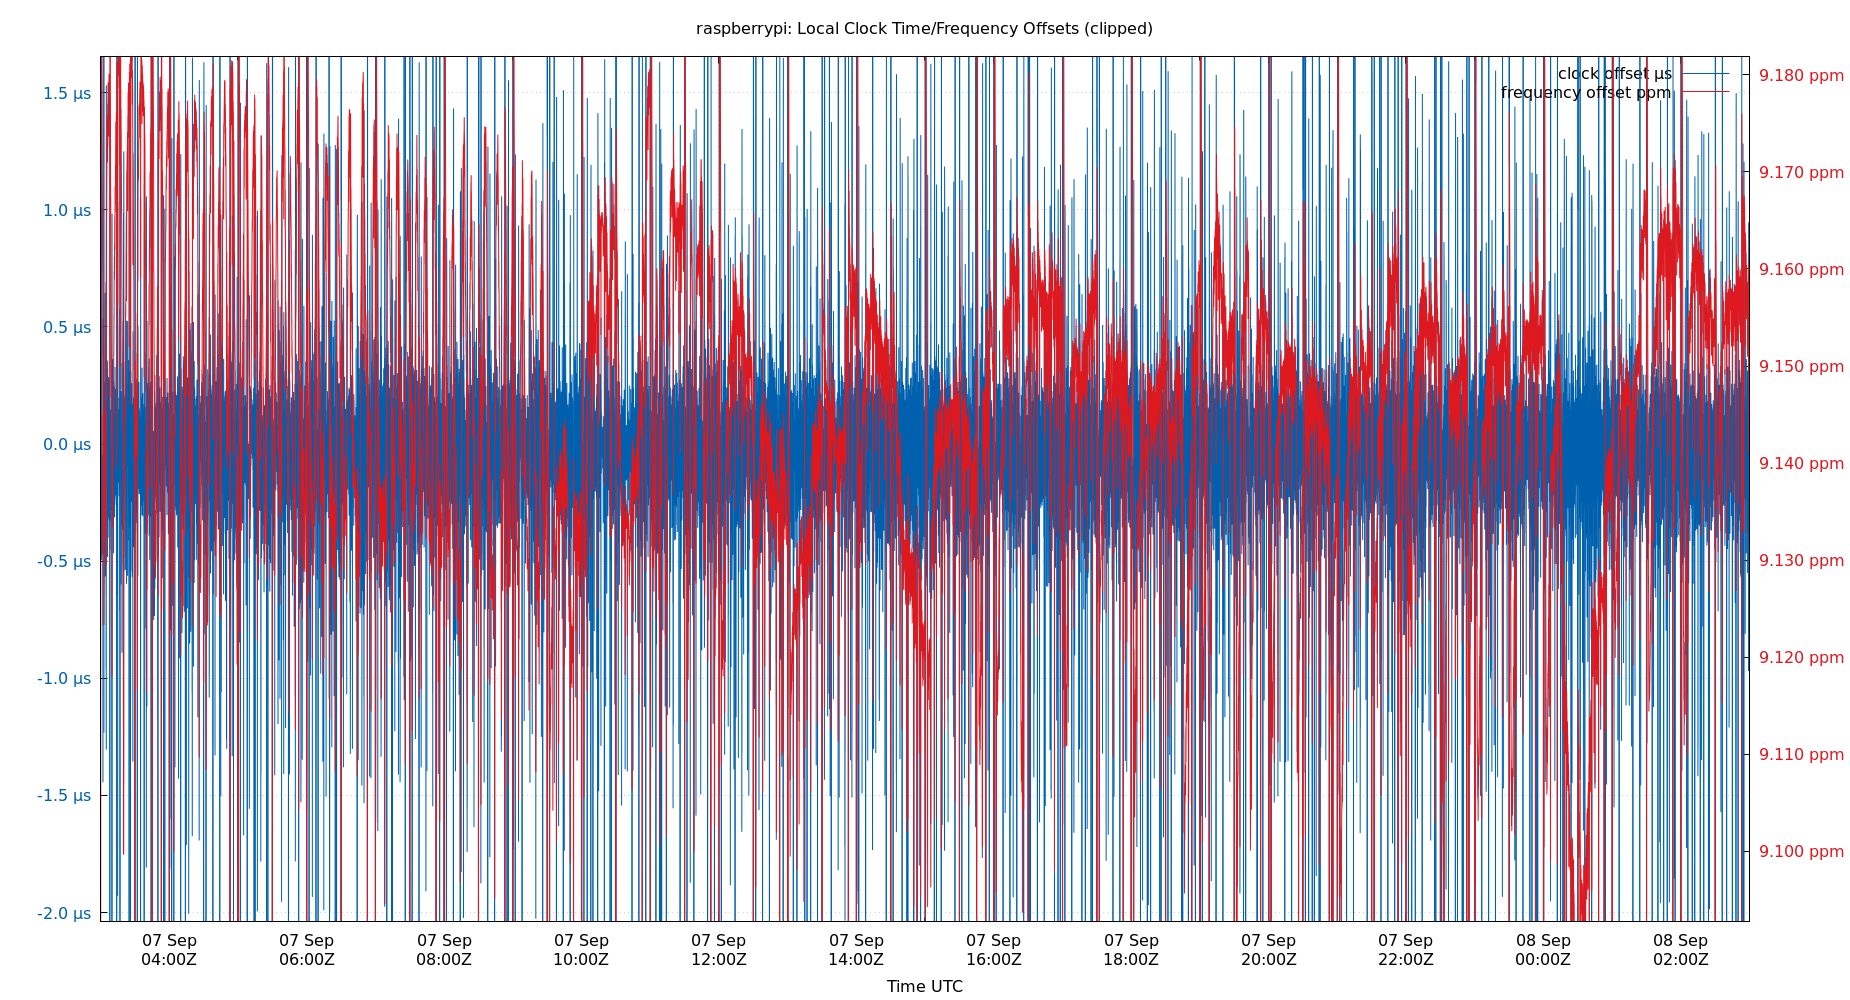 raspberrypi: Local Clock Time/Frequency Offsets (clipped)
clock offset µs
frequency offset ppm
1.5 µs
1.0 µs
0.5 µs
0.0 µs
-0.5 µs
-1.0 µs
-1.5 µs
-2.0 µs
9.180 ppm
9.170 ppm
9.160 ppm
9.150 ppm
9.140 ppm
9.130 ppm
9.120 ppm
9.110 ppm
9.100 ppm
07 Sep 07 Sep 07 Sep 07 Sep 07 Sep 07 Sep 07 Sep 07 Sep 07 Sep 07 Sep 08 Sep 08 Sep
04:00Z 06:00Z 08:00Z 10:00Z 12:00Z 14:00Z 16:00Z 18:00Z 20:00Z 22:00Z 00:00Z 02:00Z
Time UTC